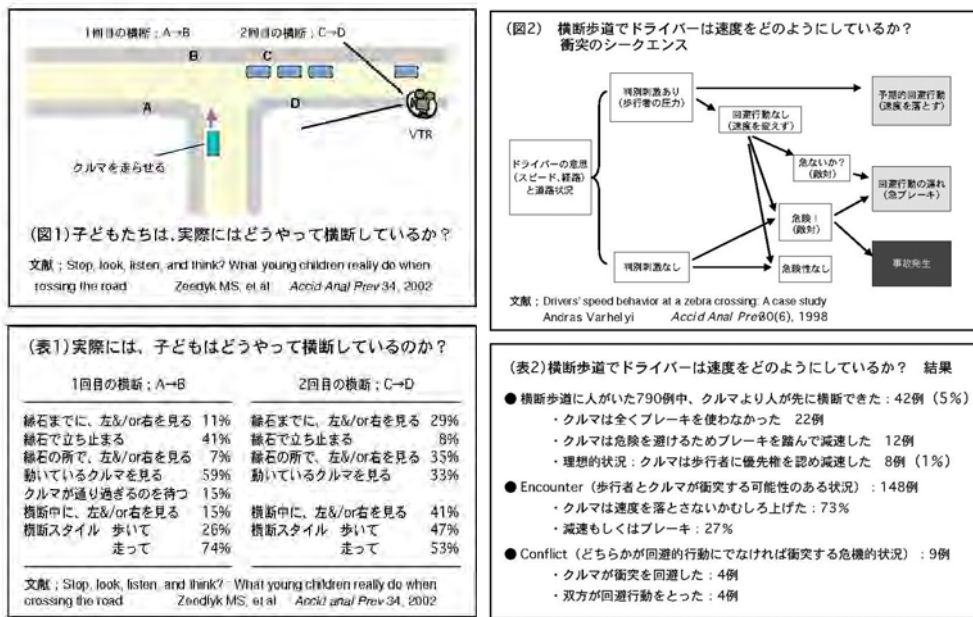 1回目の横断；A→B　2回目の横断；C→D
B　C
A　D
VTR
クルマを走らせる
(図1)子どもたちは、実際にはどうやって横断しているか？
文献；Stop, look, listen, and think? What young children really do when
rossing the road　Zeedyk MS, et al　Accid Anal Prev 34, 2002
(図2)　横断歩道でドライバーは速度をどのようにしているか？
衝突のシークエンス
判別刺激あり
(歩行者の圧力)
予期的回避行動
(速度を落とす)
回避行動なし
(速度を変えず)
ドライバーの意思
(スピード、経路)
と道路状況
危ないか？
(敵対)
回避行動の遅れ
(急ブレーキ)
危険！
(敵対)
判別刺激なし
危険性なし
事故発生
文献；Drivers' speed behavior at a zebra crossing: A case study
Andras Varhelyi　Accid Anal Pre30(6), 1998
(表1)実際には、子どもはどうやって横断しているのか？
1回目の横断；A→B　2回目の横断；C→D
縁石までに、左&/or右を見る 11%　縁石までに、左&/or右を見る 29%
縁石で立ち止まる 41%　縁石で立ち止まる 8%
縁石の所で、左&/or右を見る 7%　縁石の所で、左&/or右を見る 35%
動いているクルマを見る 59%　動いているクルマを見る 33%
クルマが通り過ぎるのを待つ 15%
横断中に、左&/or右を見る 15%　横断中に、左&/or右を見る 41%
横断スタイル　歩いて 26%　横断スタイル　歩いて 47%
走って 74%　走って 53%
文献；Stop, look, listen, and think?　What young children really do when
crossing the road　Zeedlyk MS, et al　Accid anal Prev 34, 2002
(表2)横断歩道でドライバーは速度をどのようにしているか？　結果
● 横断歩道に人がいた790例中、クルマより人が先に横断できた：42例 (5%)
・クルマは全くブレーキを使わなかった　22例
・クルマは危険を避けるためブレーキを踏んで減速した　12例
・理想的状況：クルマは歩行者に優先権を認め減速した　8例 (1%)
● Encounter (歩行者とクルマが衝突する可能性のある状況)：148例
・クルマは速度を落とさないかむしろ上げた：73%
・減速もしくはブレーキ：27%
● Conflict (どちらかが回避的行動にでなければ衝突する危機的状況)：9例
・クルマが衝突を回避した：4例
・双方が回避行動をとった：4例